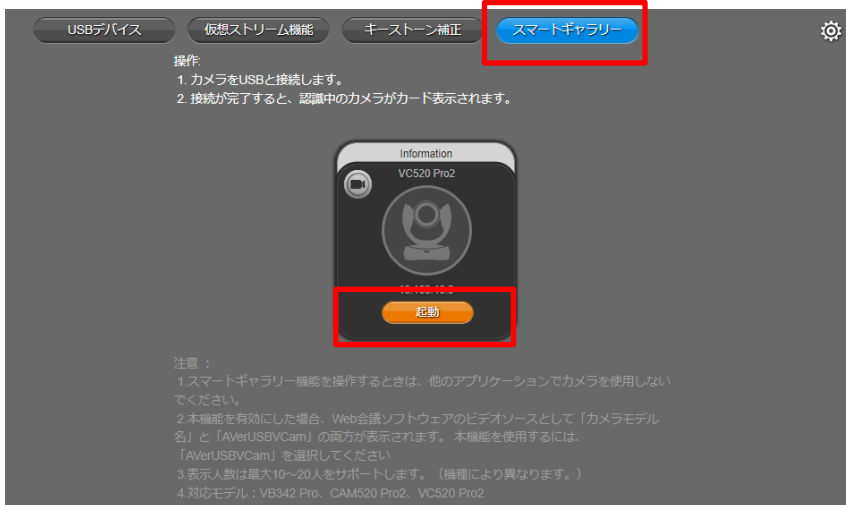 USBデバイス 仮想ストリーム機能 キーストーン補正 スマートギャラリー
操作:
1. カメラをUSBと接続します。
2. 接続が完了すると、認識中のカメラがカード表示されます。
Information
VC520 Pro2
起動
注意 :
1.スマートギャラリー機能を操作するときは、他のアプリケーションでカメラを使用しない
でください。
2.本機能を有効にした場合、Web会議ソフトウェアのビデオソースとして「カメラモデル
名」と「AVerUSBVCam」の両方が表示されます。 本機能を使用するには、
「AVerUSBVCam」を選択してください
3.表示人数は最大10～20人をサポートします。（機種により異なります。）
4.対応モデル：VB342 Pro、CAM520 Pro2、VC520 Pro2